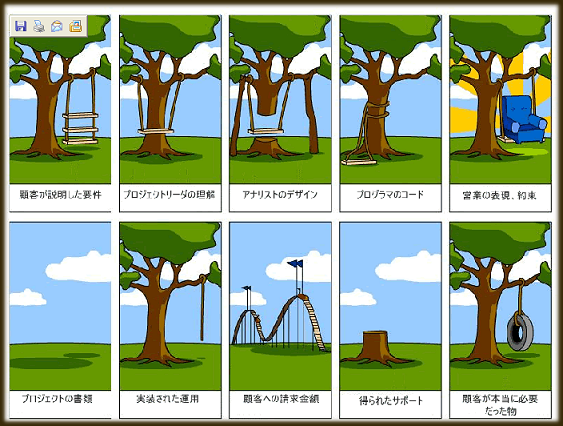 顧客が説明した要件
プロジェクトリーダの理解
アナリストのデザイン
プログラマのコード
営業の表現、約束
プロジェクトの書類
実装された運用
顧客への請求金額
得られたサポート
顧客が本当に必要
だった物